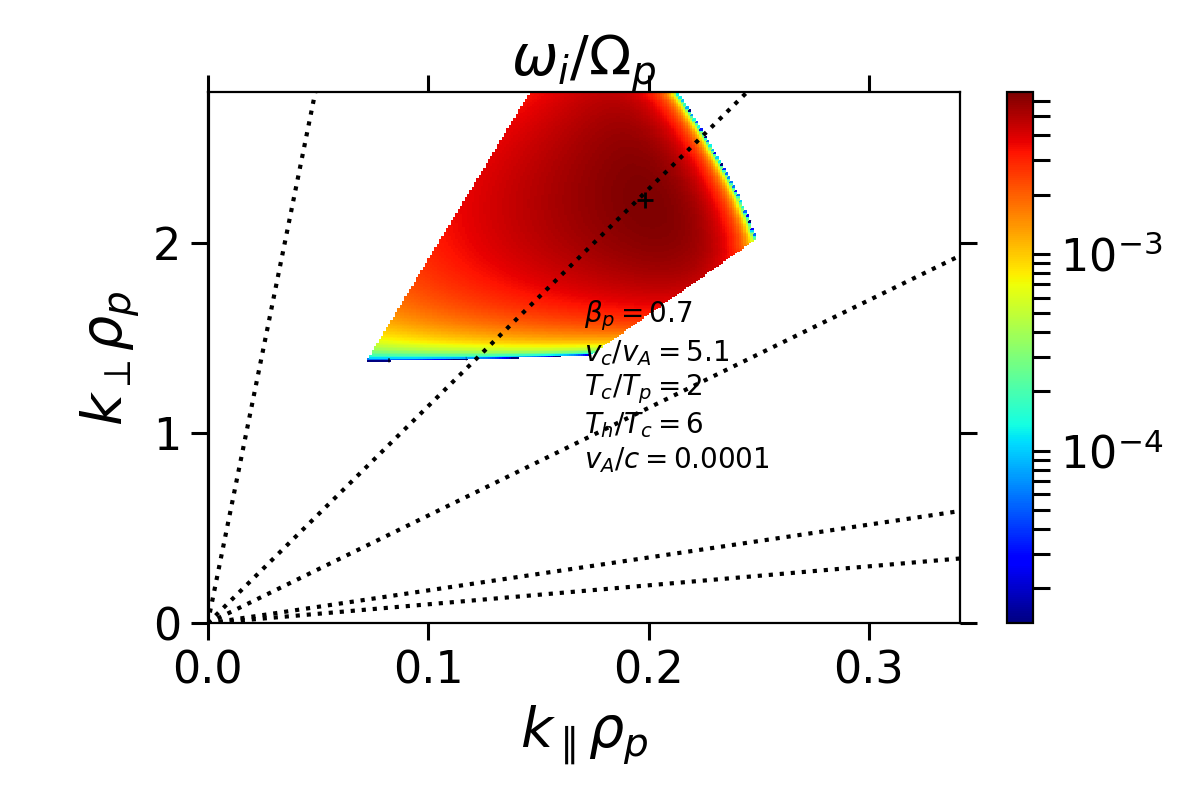 ω_i/Ω_p
k_⊥ ρ_p
2
1
0
β_p = 0.7
v_c/v_A = 5.1
T_c/T_p = 2
T_h/T_c = 6
v_A/c = 0.0001
10^{-3}
10^{-4}
0.0 0.1 0.2 0.3
k_∥ ρ_p